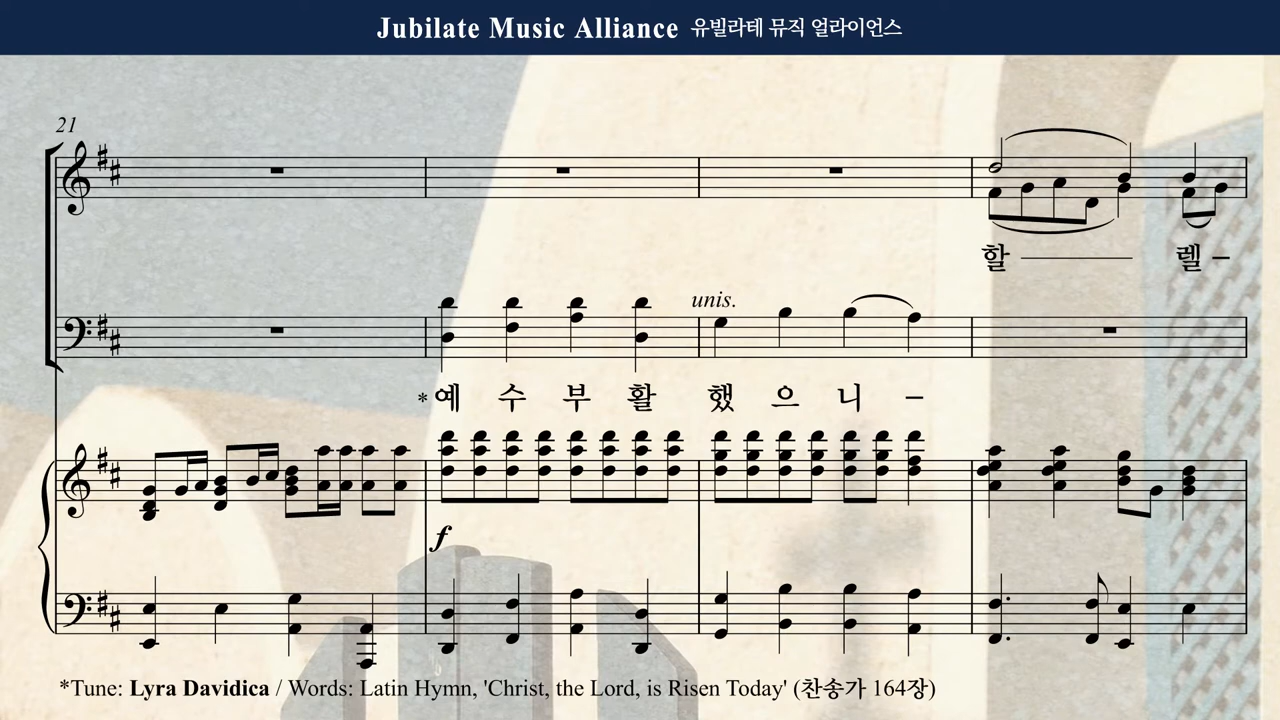 Jubilate Music Alliance 유빌라테 뮤직 얼라이언스
21
할 렐 -
unis.
*예 수 부 활 했 으 니 -
f
*Tune: Lyra Davidica / Words: Latin Hymn, 'Christ, the Lord, is Risen Today' (찬송가 164장)